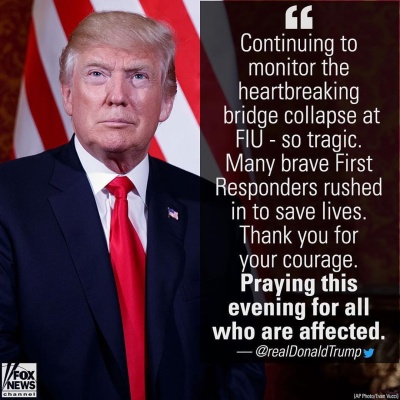 “
Continuing to
monitor the
heartbreaking
bridge collapse at
FIU - so tragic.
Many brave First
Responders rushed
in to save lives.
Thank you for
your courage.
Praying this
evening for all
who are affected.
— @realDonaldTrump
FOX
NEWS
channel
(AP Photo/Evan Vucci)